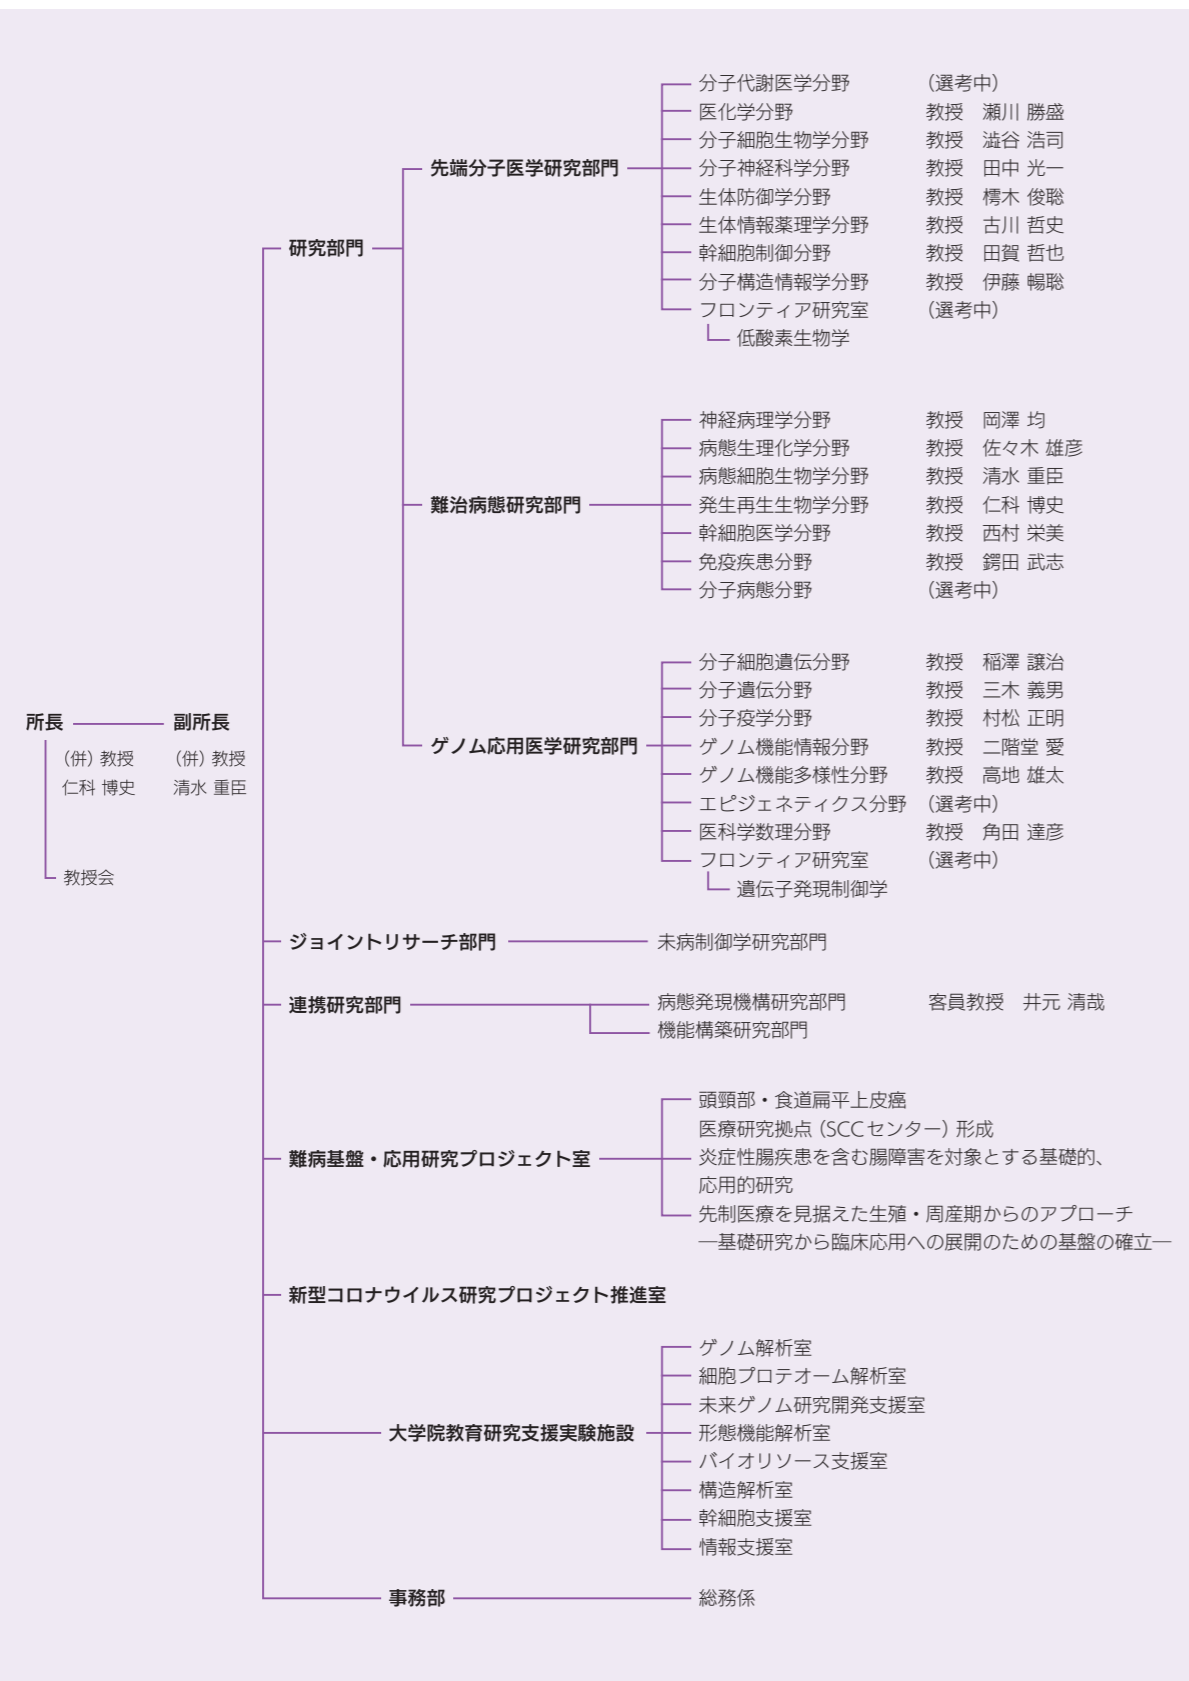 所長
副所長
（併）教授
（併）教授
仁科 博史
清水 重臣
教授会
研究部門
先端分子医学研究部門
分子代謝医学分野 （選考中）
医化学分野 教授 瀬川 勝盛
分子細胞生物学分野 教授 澁谷 浩司
分子神経科学分野 教授 田中 光一
生体防御学分野 教授 樗木 俊聡
生体情報薬理学分野 教授 古川 哲史
幹細胞制御分野 教授 田賀 哲也
分子構造情報学分野 教授 伊藤 暢聡
フロンティア研究室 （選考中）
低酸素生物学
難治病態研究部門
神経病理学分野 教授 岡澤 均
病態生理化学分野 教授 佐々木 雄彦
病態細胞生物学分野 教授 清水 重臣
発生再生生物学分野 教授 仁科 博史
幹細胞医学分野 教授 西村 栄美
免疫疾患分野 教授 鍔田 武志
分子病態分野 （選考中）
ゲノム応用医学研究部門
分子細胞遺伝分野 教授 稲澤 譲治
分子遺伝分野 教授 三木 義男
分子疫学分野 教授 村松 正明
ゲノム機能情報分野 教授 二階堂 愛
ゲノム機能多様性分野 教授 高地 雄太
エピジェネティクス分野 （選考中）
医科学数理分野 教授 角田 達彦
フロンティア研究室 （選考中）
遺伝子発現制御学
ジョイントリサーチ部門 未病制御学研究部門
連携研究部門
病態発現機構研究部門 客員教授 井元 清哉
機能構築研究部門
難病基盤・応用研究プロジェクト室
頭頸部・食道扁平上皮癌
医療研究拠点（SCCセンター）形成
炎症性腸疾患を含む腸障害を対象とする基礎的、
応用的研究
先制医療を見据えた生殖・周産期からのアプローチ
―基礎研究から臨床応用への展開のための基盤の確立―
新型コロナウイルス研究プロジェクト推進室
大学院教育研究支援実験施設
ゲノム解析室
細胞プロテオーム解析室
未来ゲノム研究開発支援室
形態機能解析室
バイオリソース支援室
構造解析室
幹細胞支援室
情報支援室
事務部 総務係